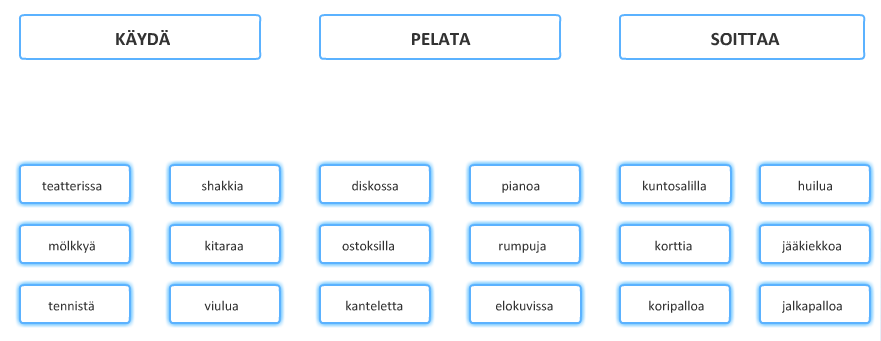 KÄYDÄ PELATA SOITTAA
teatterissa shakkia diskossa pianoa kuntosalilla huilua
mölkkyä kitaraa ostoksilla rumpuja korttia jääkiekkoa
tennistä viulua kanteletta elokuvissa koripalloa jalkapalloa